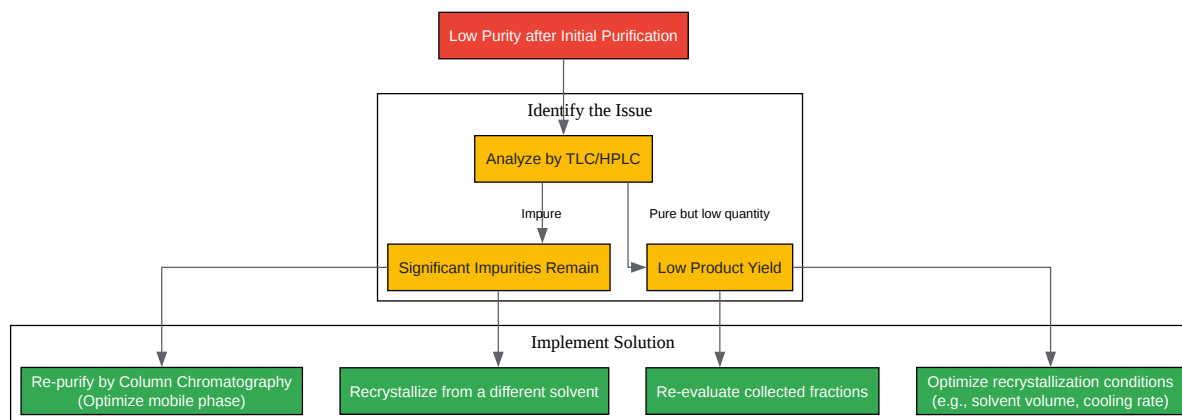 Low Purity after Initial Purification
Identify the Issue
Analyze by TLC/HPLC
Impure
Pure but low quantity
Significant Impurities Remain
Low Product Yield
Implement Solution
Re-purify by Column Chromatography
(Optimize mobile phase)
Recrystallize from a different solvent
Re-evaluate collected fractions
Optimize recrystallization conditions
(e.g., solvent volume, cooling rate)